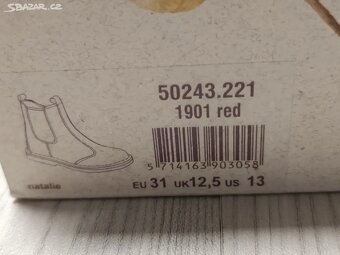 SBAZAR.CZ
50243.221
1901 red
5 714163 903058
natalie
EU 31 UK 12,5 US 13